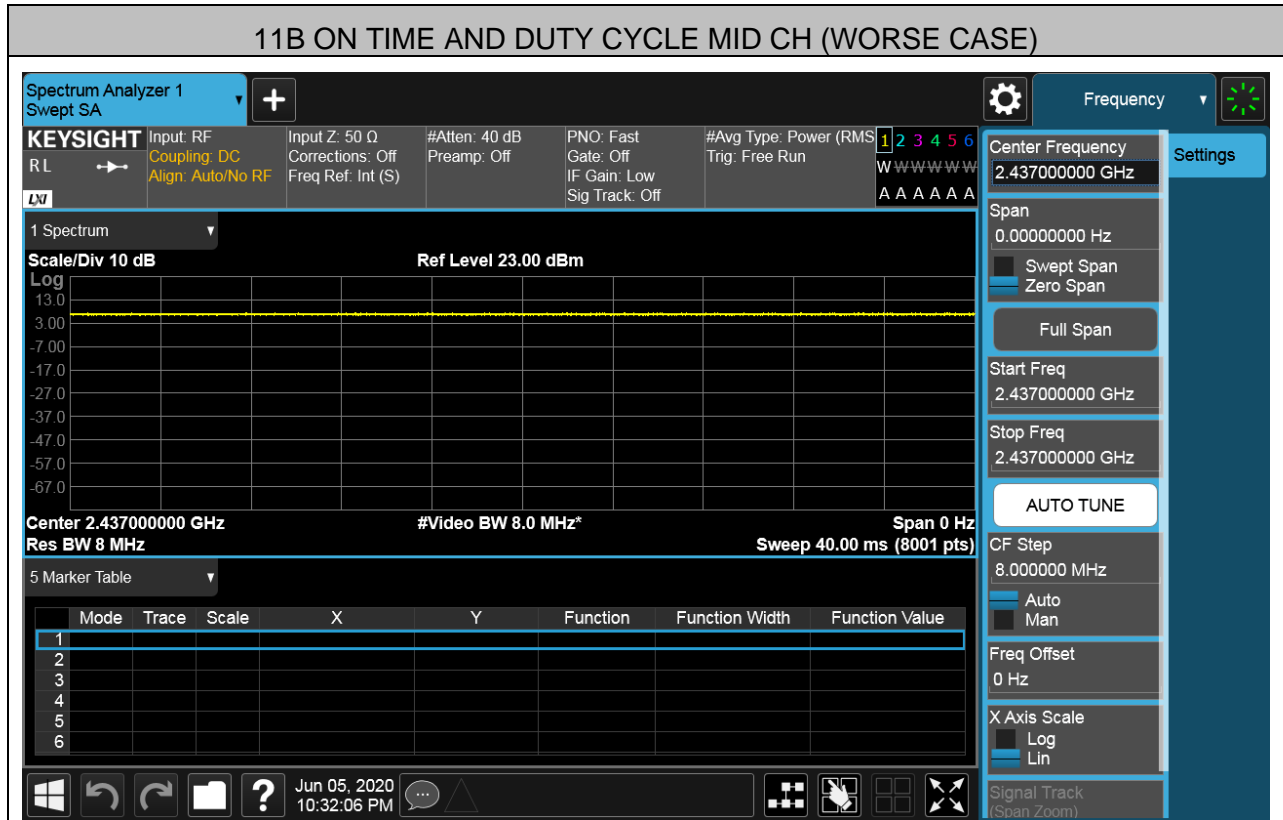 11B ON TIME AND DUTY CYCLE MID CH (WORSE CASE)
Spectrum Analyzer 1
Swept SA
Frequency
KEYSIGHT
RL
LXI
Input: RF
Coupling: DC
Align: Auto/No RF
Input Z: 50 Ω
Corrections: Off
Freq Ref: Int (S)
#Atten: 40 dB
Preamp: Off
PNO: Fast
Gate: Off
IF Gain: Low
Sig Track: Off
#Avg Type: Power (RMS
Trig: Free Run
1 2 3 4 5 6
W W W W W W
A A A A A A
1 Spectrum
Scale/Div 10 dB
Ref Level 23.00 dBm
Log
13.0
3.00
-7.00
-17.0
-27.0
-37.0
-47.0
-57.0
-67.0
Center 2.437000000 GHz
#Video BW 8.0 MHz*
Span 0 Hz
Res BW 8 MHz
Sweep 40.00 ms (8001 pts)
5 Marker Table
Mode Trace Scale X Y Function Function Width Function Value
1
2
3
4
5
6
Jun 05, 2020
10:32:06 PM
Center Frequency
2.437000000 GHz
Settings
Span
0.00000000 Hz
Swept Span
Zero Span
Full Span
Start Freq
2.437000000 GHz
Stop Freq
2.437000000 GHz
AUTO TUNE
CF Step
8.000000 MHz
Auto
Man
Freq Offset
0 Hz
X Axis Scale
Log
Lin
Signal Track
(Span Zoom)